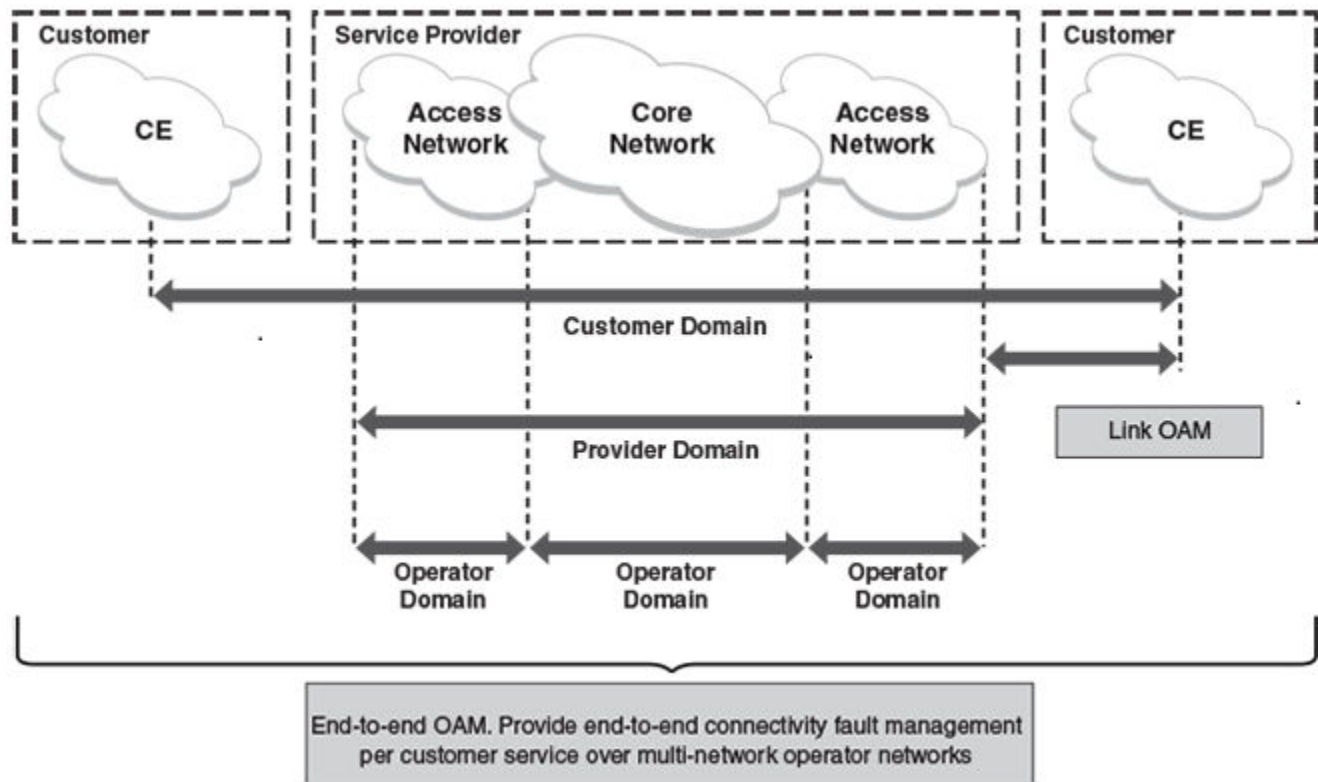 Customer
Service Provider
Customer
CE
Access
Network
Core
Network
Access
Network
CE
Customer Domain
Link OAM
Provider Domain
Operator
Domain
Operator
Domain
Operator
Domain
End-to-end OAM. Provide end-to-end connectivity fault management
per customer service over multi-network operator networks